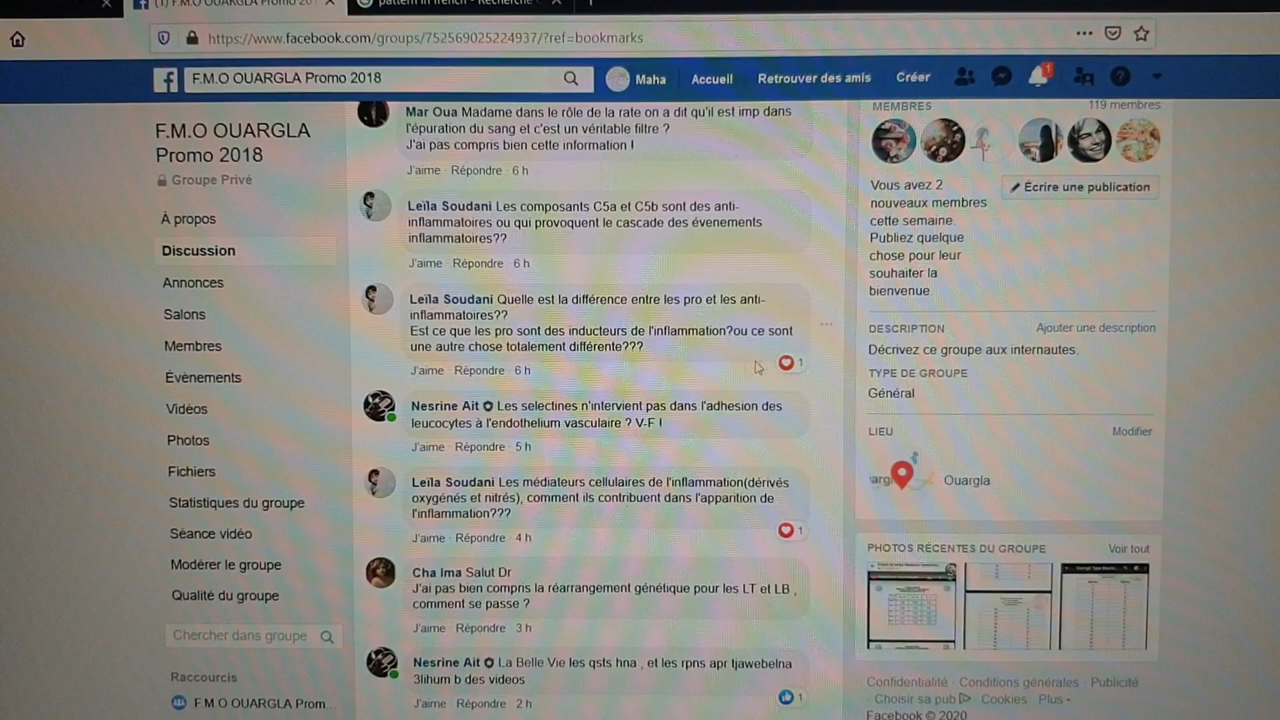 https://www.facebook.com/groups/752569025224937/?ref=bookmarks
F.M.O OUARGLA Promo 2018
Maha
Accueil
Retrouver des amis
Créer
1
F.M.O OUARGLA
Promo 2018
Groupe Privé
À propos
Discussion
Annonces
Salons
Membres
Évènements
Vidéos
Photos
Fichiers
Statistiques du groupe
Séance vidéo
Modérer le groupe
Qualité du groupe
Chercher dans groupe
Raccourcis
F M O OUARGLA Prom...
Mar Oua Madame dans le rôle de la rate on a dit qu'il est imp dans
l'épuration du sang et c'est un véritable filtre ?
J'ai pas compris bien cette information !
J'aime · Répondre · 6 h
Leïla Soudani Les composants C5a et C5b sont des anti-
inflammatoires ou qui provoquent le cascade des évenements
inflammatoires??
J'aime · Répondre · 6 h
Leïla Soudani Quelle est la différence entre les pro et les anti-
inflammatoires??
Est ce que les pro sont des inducteurs de l'inflammation?ou ce sont
une autre chose totalement différente???
1
J'aime · Répondre · 6 h
Nesrine Ait Les selectines n'intervient pas dans l'adhesion des
leucocytes à l'endothelium vasculaire ? V-F !
J'aime · Répondre · 5 h
Leïla Soudani Les médiateurs cellulaires de l'inflammation(dérivés
oxygénés et nitrés), comment ils contribuent dans l'apparition de
l'inflammation???
1
J'aime · Répondre · 4 h
Cha Ima Salut Dr
J'ai pas bien compris la réarrangement génétique pour les LT et LB ,
comment se passe ?
J'aime · Répondre · 3 h
Nesrine Ait La Belle Vie les qsts hna , et les rpns apr tjawebelna
3lihum b des videos
1
J'aime · Répondre · 2 h
MEMBRES
119 membres
Vous avez 2
nouveaux membres
cette semaine.
Publiez quelque
chose pour leur
souhaiter la
bienvenue.
Écrire une publication
DESCRIPTION
Ajouter une description
Décrivez ce groupe aux internautes.
TYPE DE GROUPE
Général
LIEU
Modifier
Ouargla
PHOTOS RÉCENTES DU GROUPE
Voir tout
Confidentialité · Conditions générales · Publicité
· Choisir sa pub · Cookies · Plus
Facebook © 2020